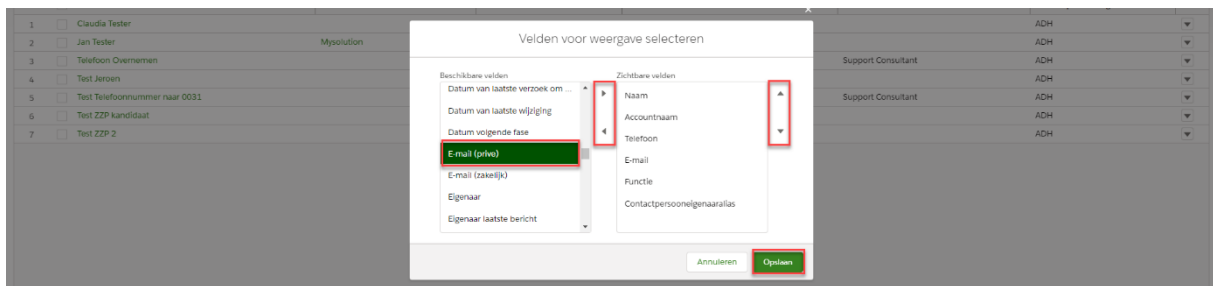 1 Claudia Tester ADH
2 Jan Tester Mysolution ADH
3 Telefoon Overnemen Support Consultant ADH
4 Test Jeroen ADH
5 Test Telefoonnummer naar 0031 Support Consultant ADH
6 Test ZZP kandidaat ADH
7 Test ZZP 2 ADH
Velden voor weergave selecteren
Beschikbare velden
Datum van laatste verzoek om ...
Datum van laatste wijziging
Datum volgende fase
E-mail (prive)
E-mail (zakelijk)
Eigenaar
Eigenaar laatste bericht
Zichtbare velden
Naam
Accountnaam
Telefoon
E-mail
Functie
Contactpersooneigenaaralias
Annuleren Opslaan